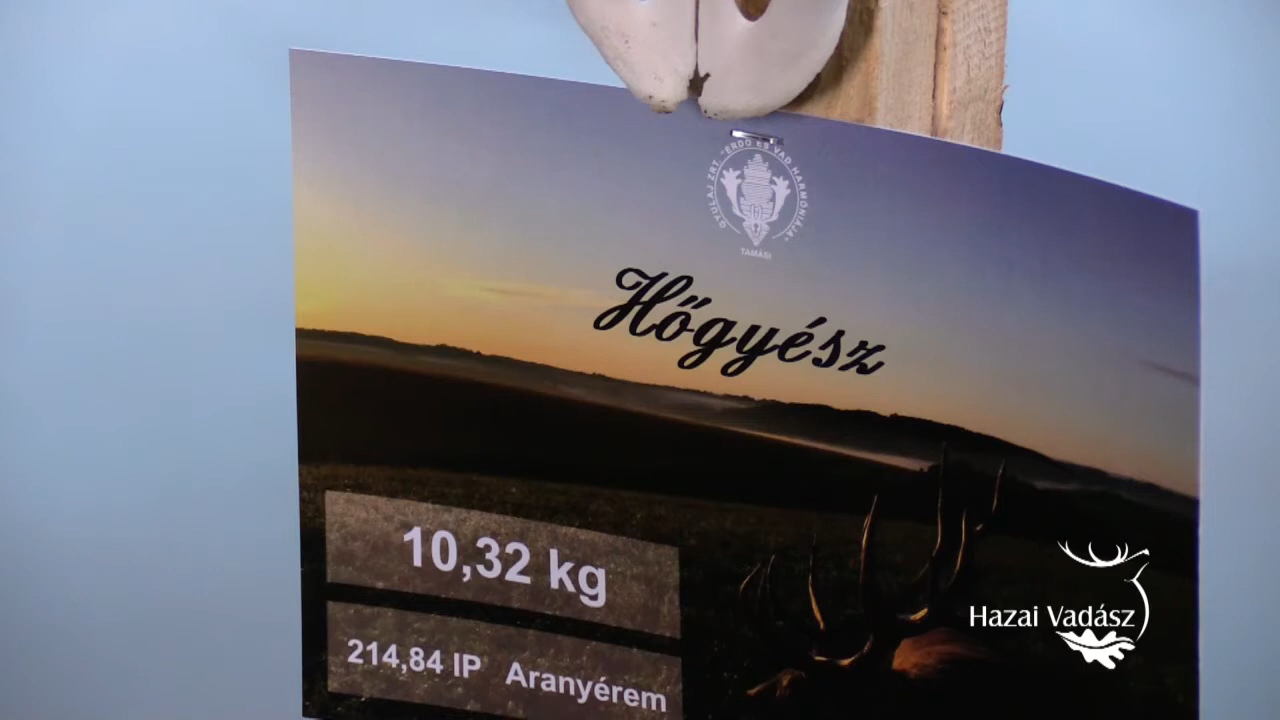 GYULAJ ZRT. "ERDŐ ÉS VAD HARMÓNIÁJA"
TAMÁSI
Hőgyész
10,32 kg
214,84 IP Aranyérem
Hazai Vadász